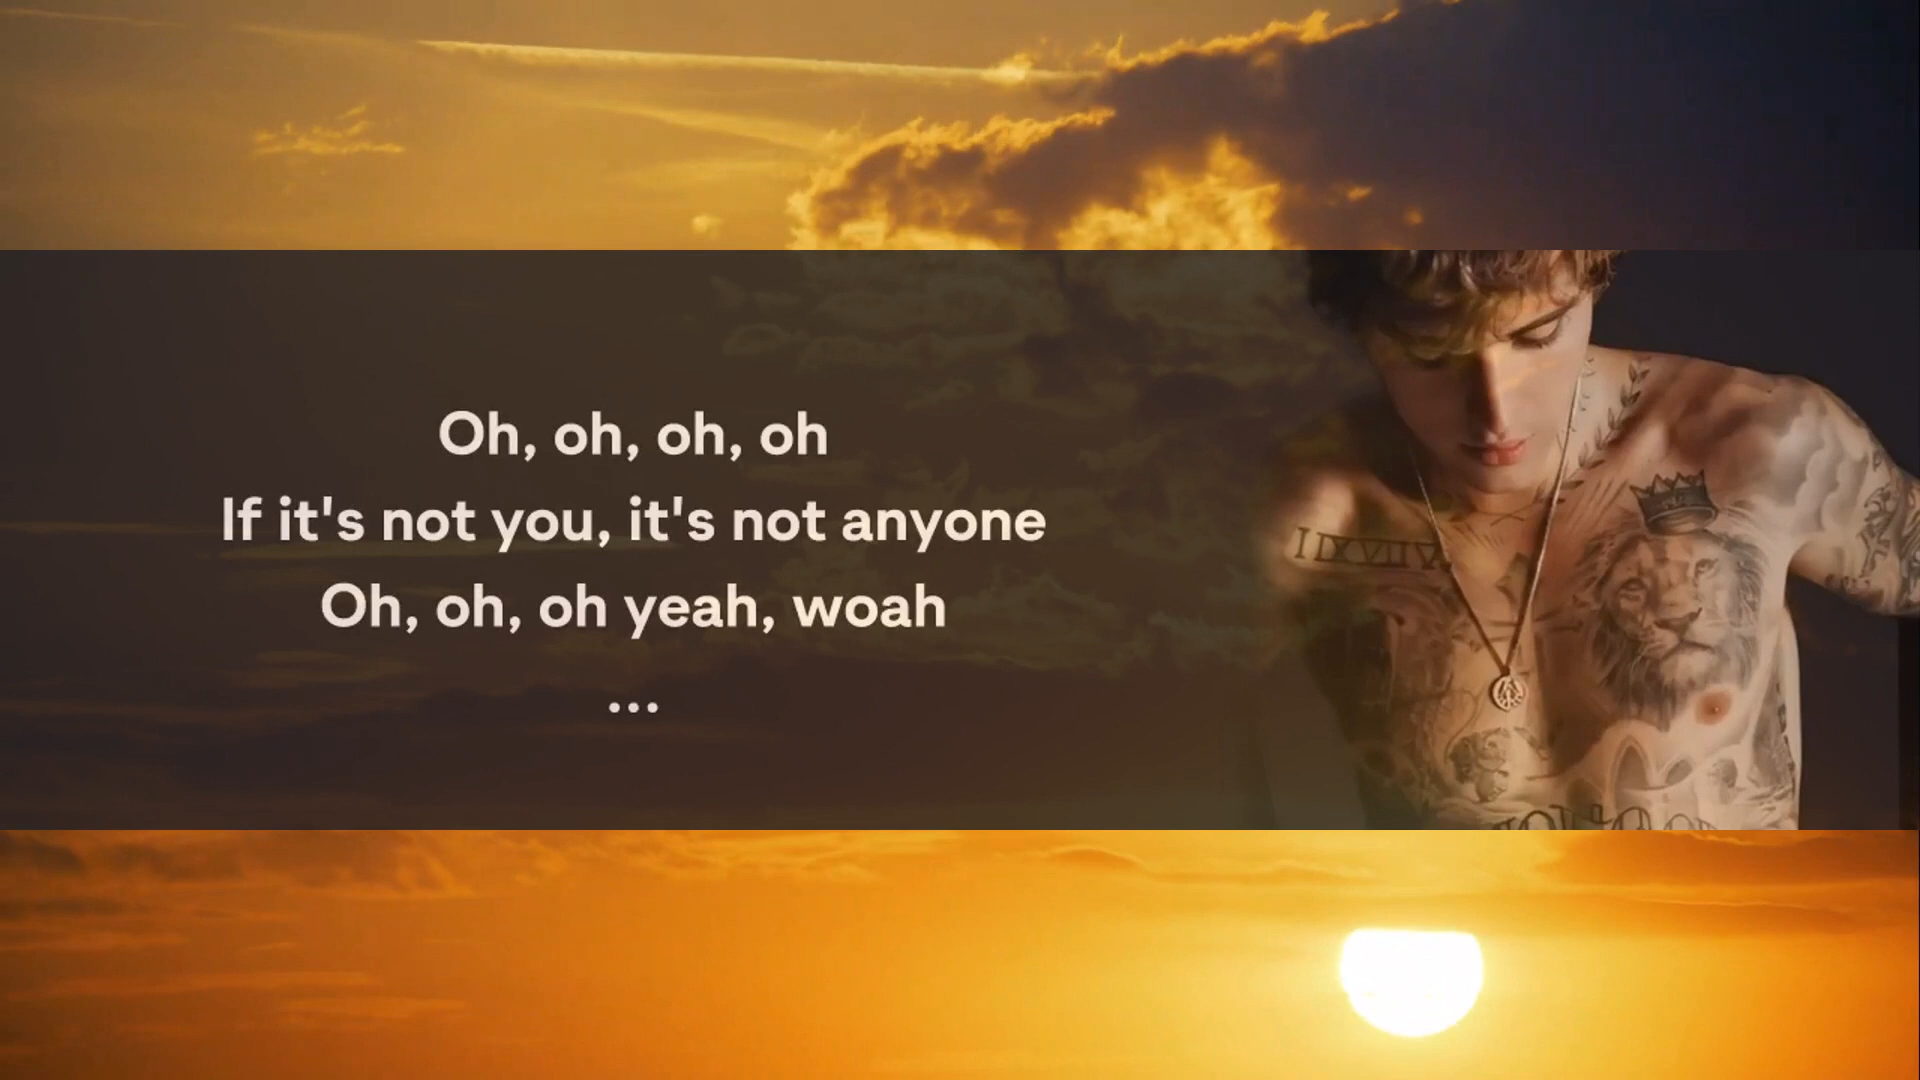 Oh, oh, oh, oh
If it's not you, it's not anyone
Oh, oh, oh yeah, woah
...